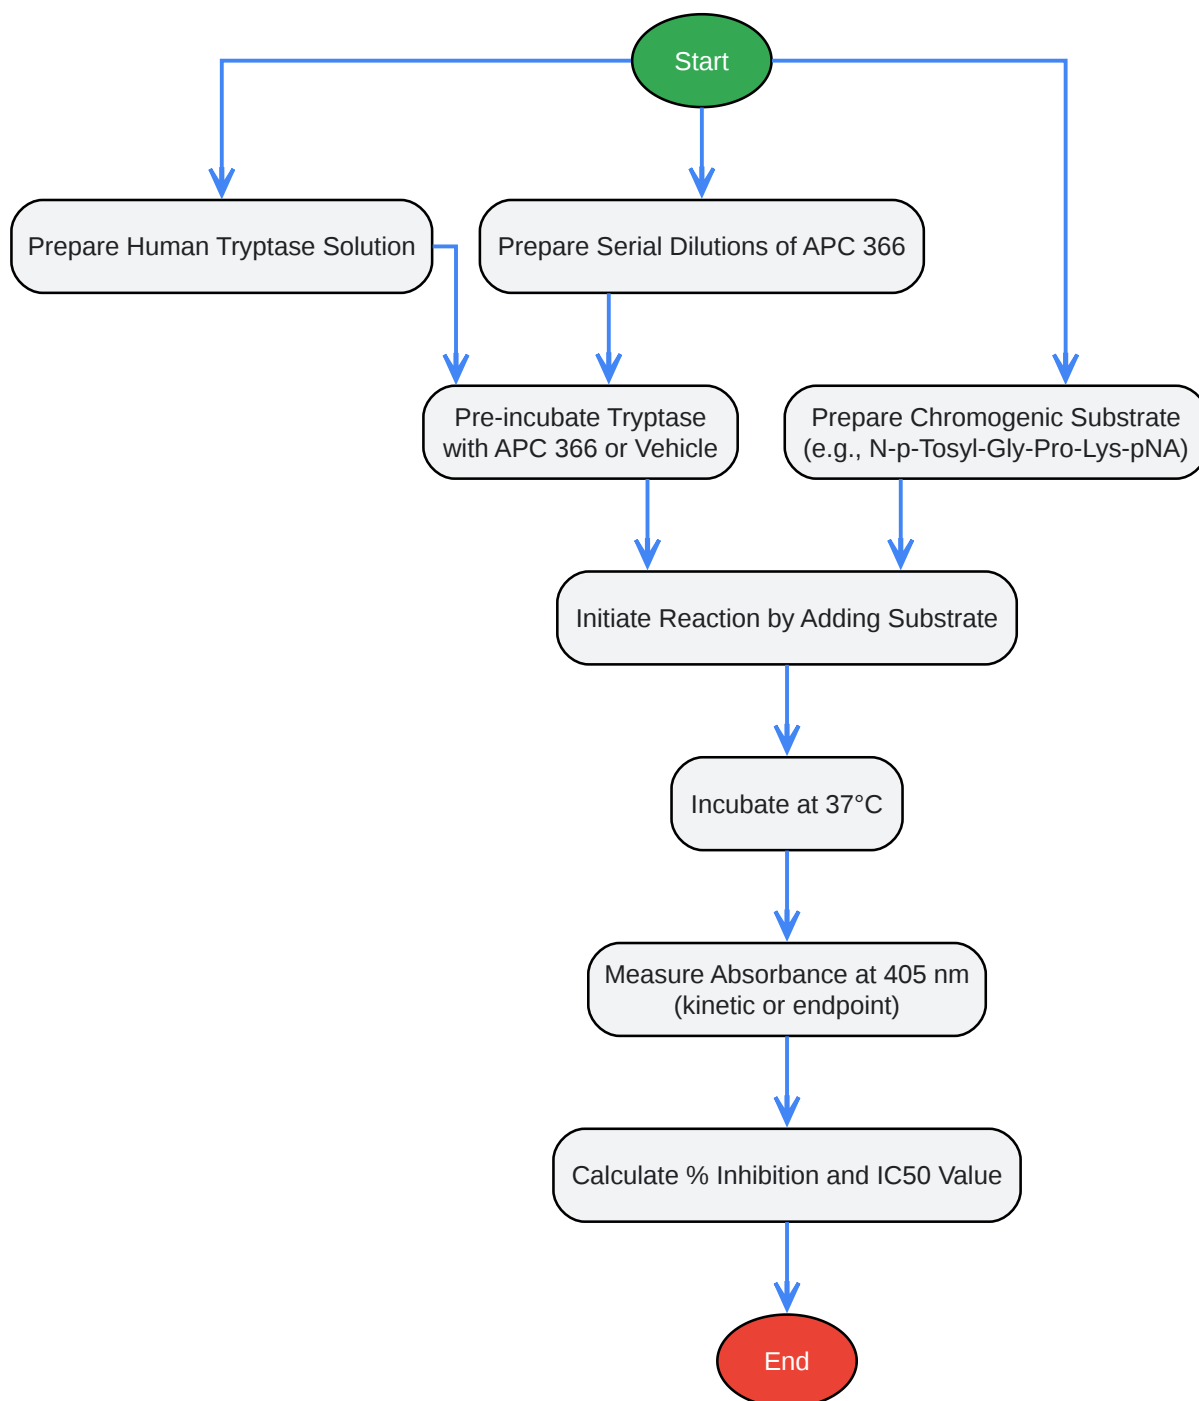 Start
Prepare Human Tryptase Solution
Prepare Serial Dilutions of APC 366
Pre-incubate Tryptase
with APC 366 or Vehicle
Prepare Chromogenic Substrate
(e.g., N-p-Tosyl-Gly-Pro-Lys-pNA)
Initiate Reaction by Adding Substrate
Incubate at 37°C
Measure Absorbance at 405 nm
(kinetic or endpoint)
Calculate % Inhibition and IC50 Value
End